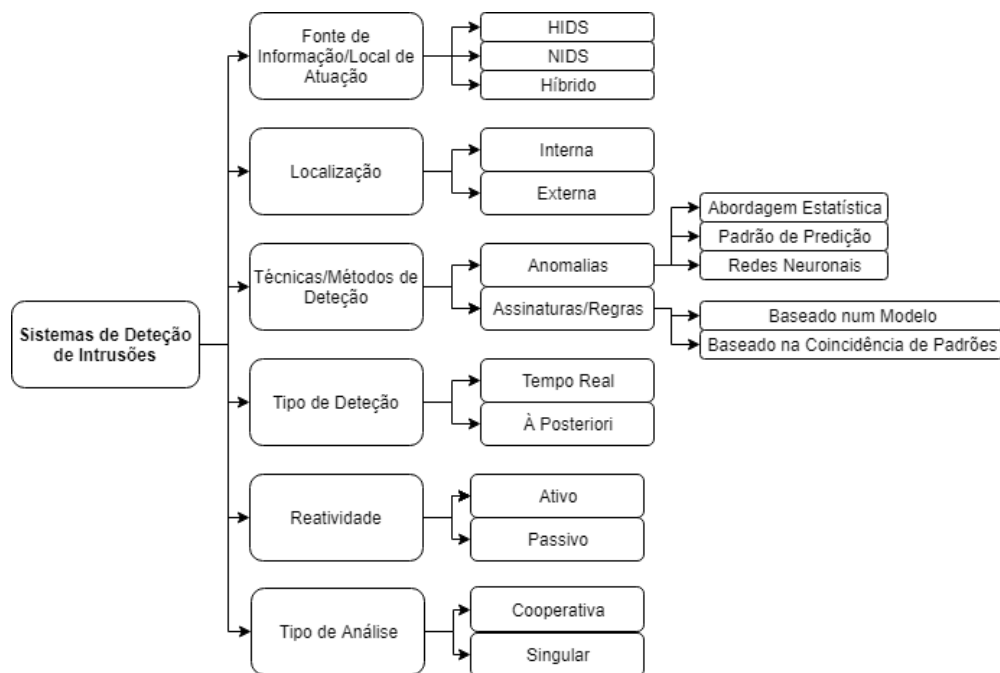 Sistemas de Deteção
de Intrusões
Fonte de
Informação/Local de
Atuação
HIDS
NIDS
Híbrido
Localização
Interna
Externa
Técnicas/Métodos de
Deteção
Anomalias
Abordagem Estatística
Padrão de Predição
Redes Neuronais
Assinaturas/Regras
Baseado num Modelo
Baseado na Coincidência de Padrões
Tipo de Deteção
Tempo Real
À Posteriori
Reatividade
Ativo
Passivo
Tipo de Análise
Cooperativa
Singular